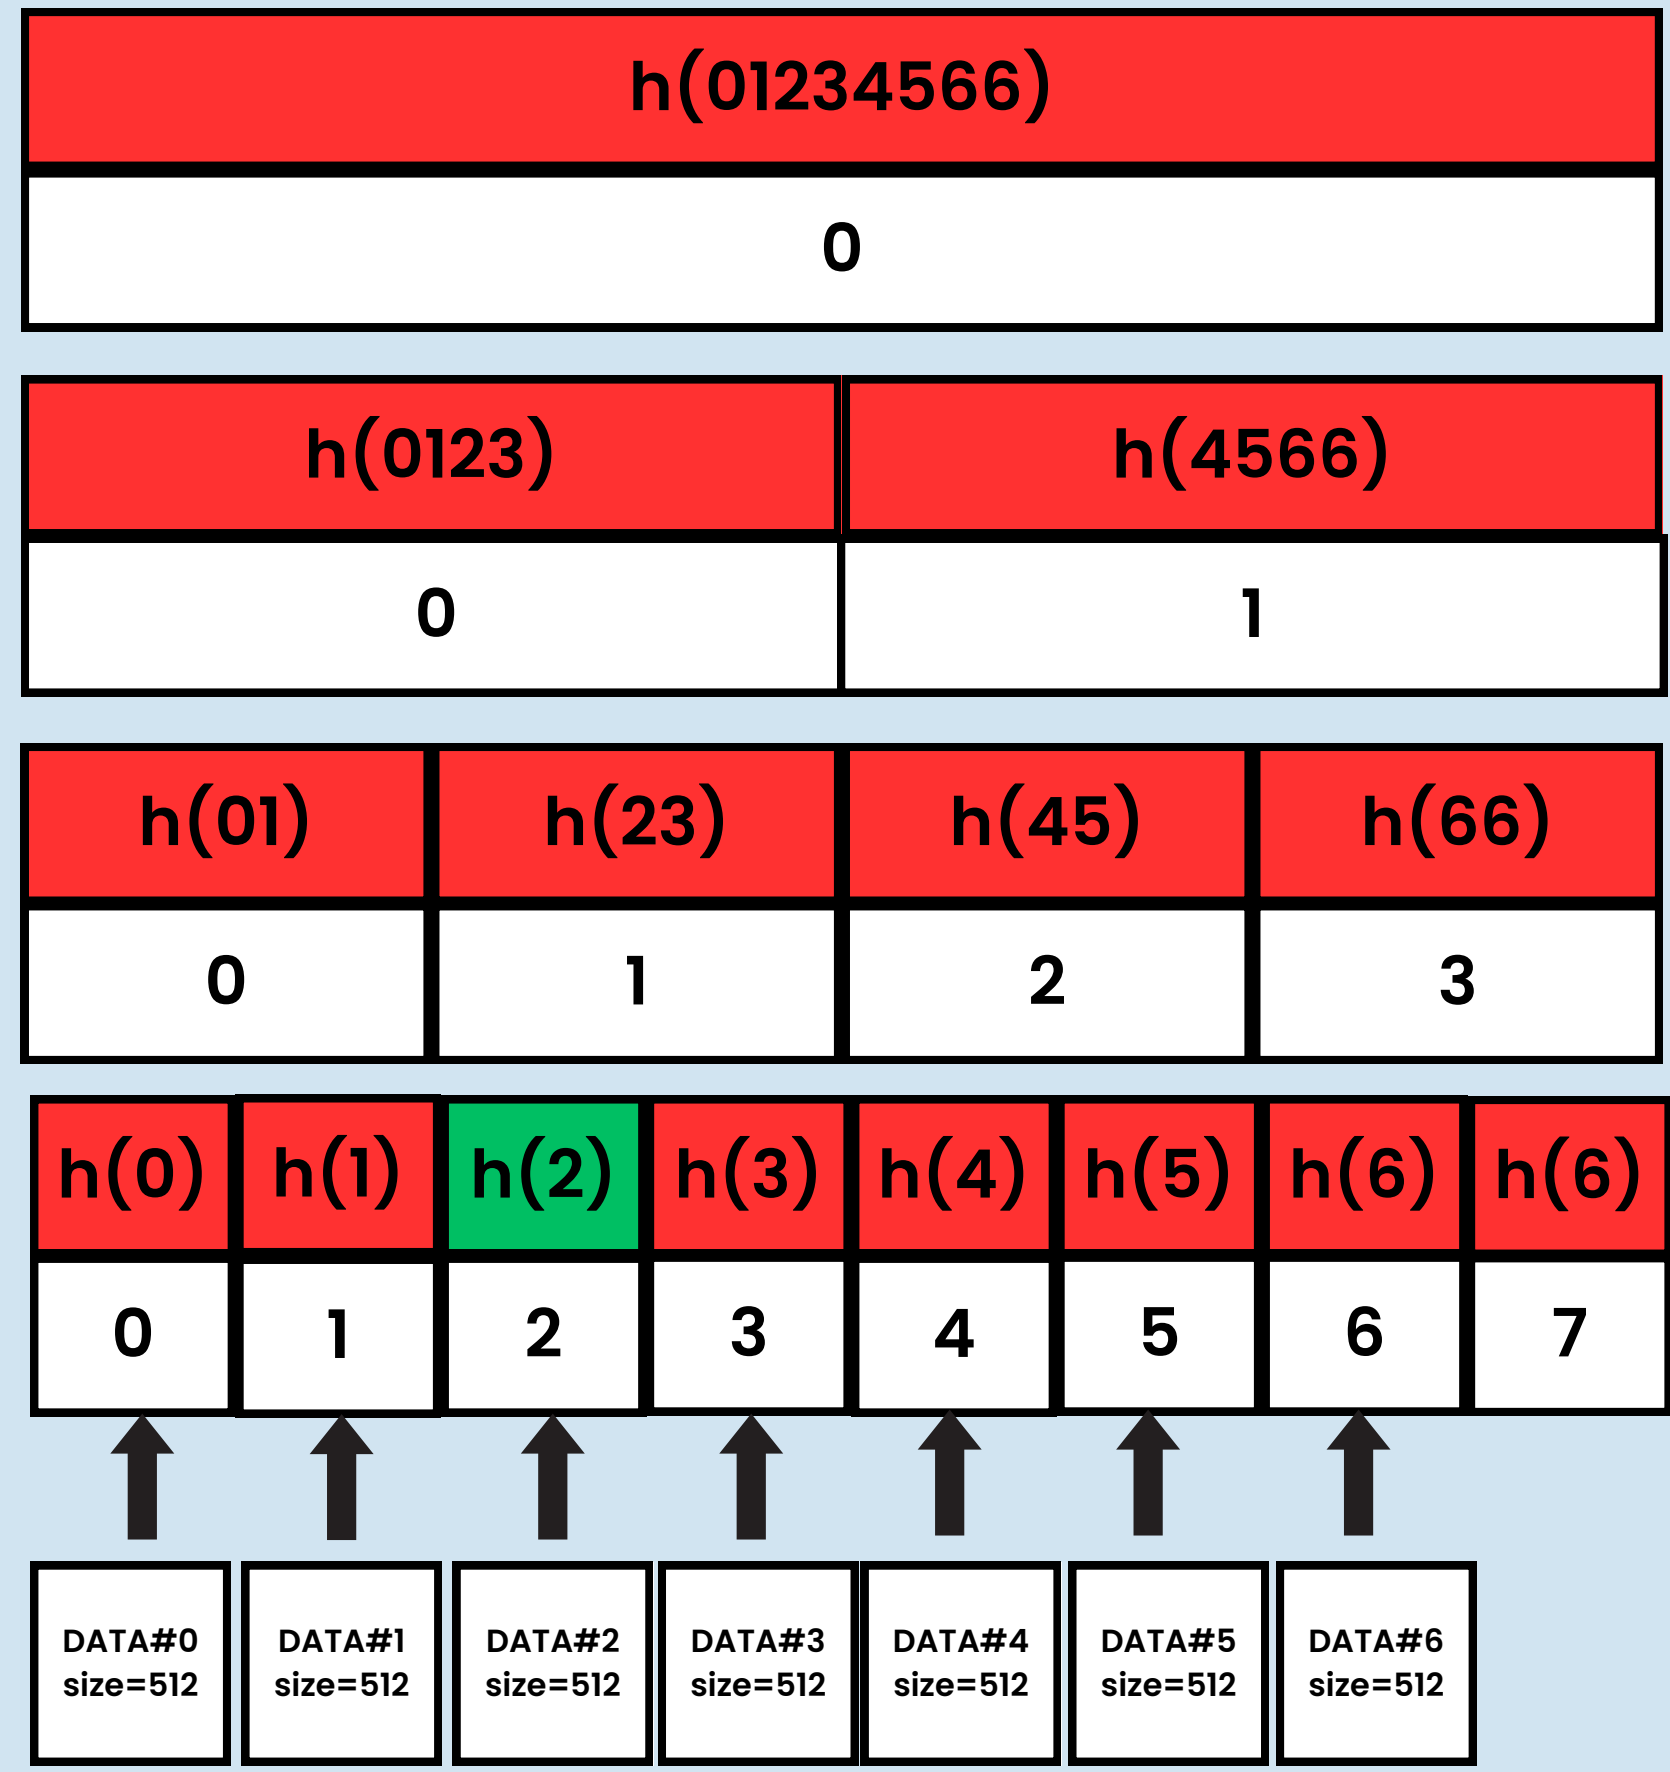 h(01234566)
0
h(0123) h(4566)
0 1
h(01) h(23) h(45) h(66)
0 1 2 3
h(0) h(1) h(2) h(3) h(4) h(5) h(6) h(6)
0 1 2 3 4 5 6 7
DATA#0 DATA#1 DATA#2 DATA#3 DATA#4 DATA#5 DATA#6
size=512 size=512 size=512 size=512 size=512 size=512 size=512